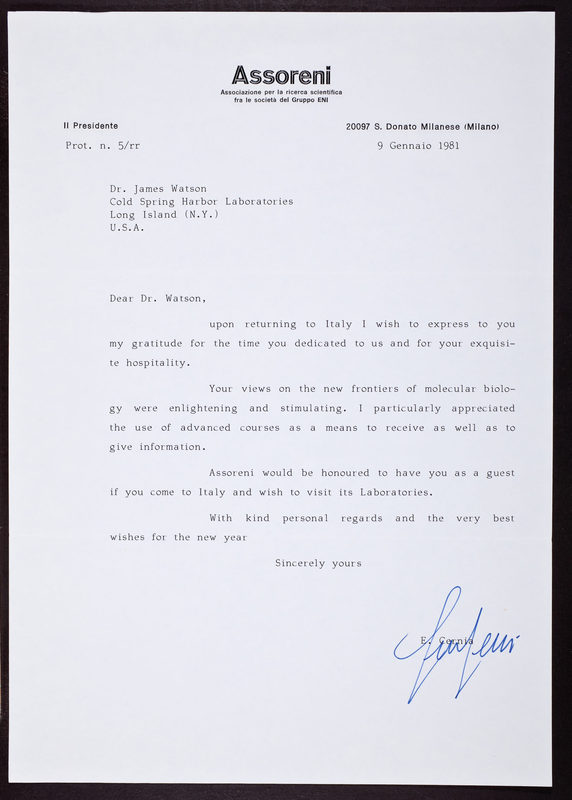 Assoreni
Associazione per la ricerca scientifica
fra le società del Gruppo ENI
Il Presidente
20097 S. Donato Milanese (Milano)
Prot. n. 5/rr
9 Gennaio 1981
Dr. James Watson
Cold Spring Harbor Laboratories
Long Island (N.Y.)
U.S.A.
Dear Dr. Watson,
upon returning to Italy I wish to express to you
my gratitude for the time you dedicated to us and for your exquisi-
te hospitality.
Your views on the new frontiers of molecular biolo-
gy were enlightening and stimulating. I particularly appreciated
the use of advanced courses as a means to receive as well as to
give information.
Assoreni would be honoured to have you as a guest
if you come to Italy and wish to visit its Laboratories.
With kind personal regards and the very best
wishes for the new year
Sincerely yours
E. Cernia